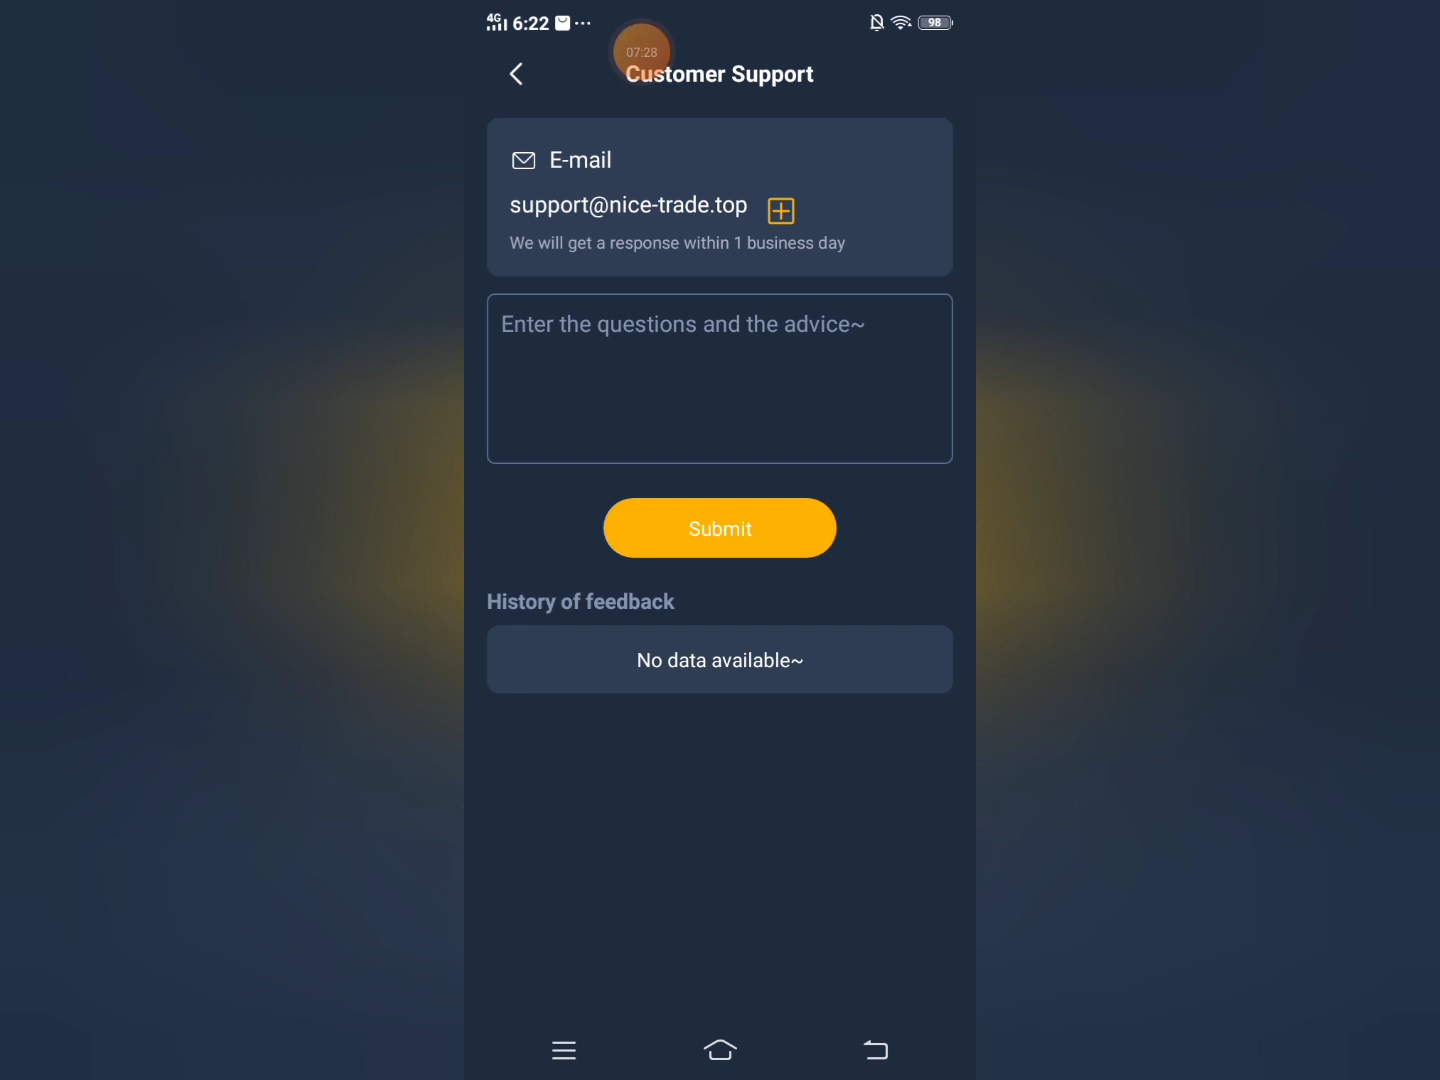 4G 6:22 ...
98
07:28
Customer Support
E-mail
support@nice-trade.top
We will get a response within 1 business day
Enter the questions and the advice~
Submit
History of feedback
No data available~